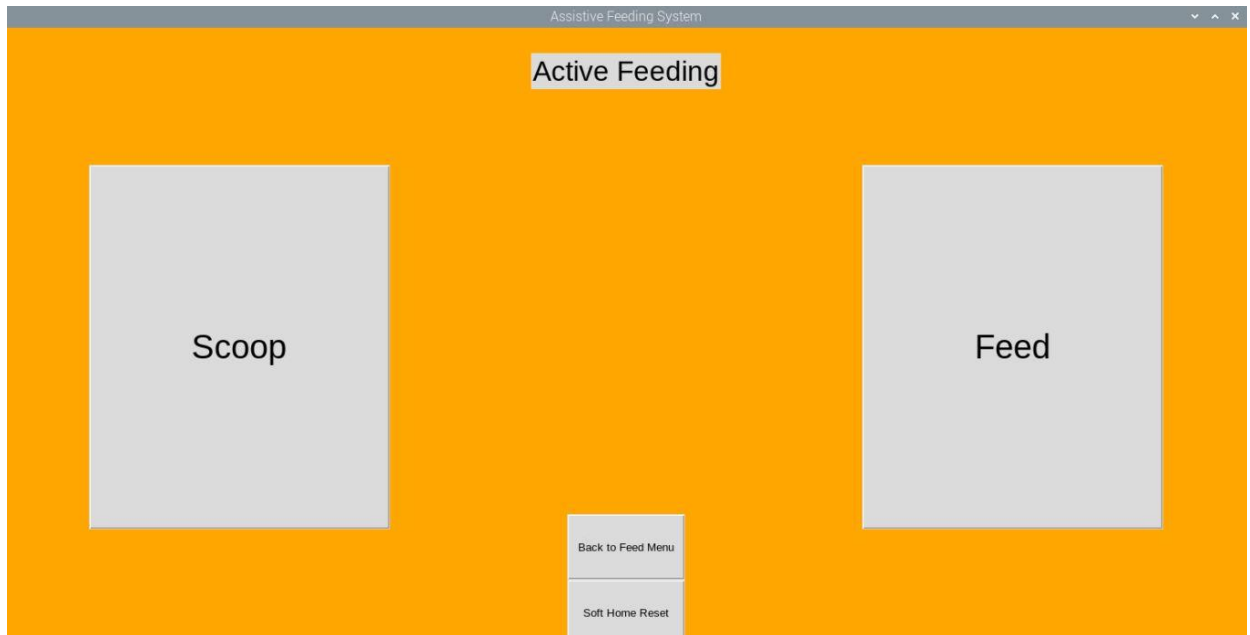 Assistive Feeding System
Active Feeding
Scoop
Feed
Back to Feed Menu
Soft Home Reset